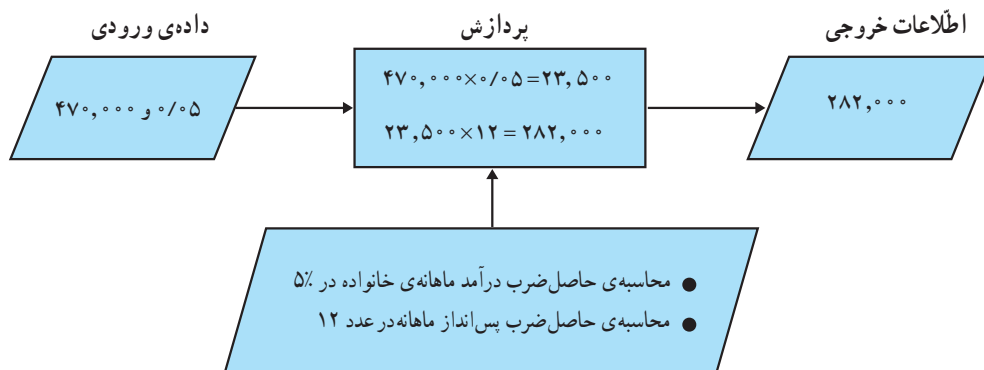 داده‌ی ورودی
پردازش
اطّلاعات خروجی
۴۷۰,۰۰۰ و ۰/۰۵
۴۷۰,۰۰۰×۰/۰۵=۲۳,۵۰۰
۲۳,۵۰۰×۱۲=۲۸۲,۰۰۰
۲۸۲,۰۰۰
● محاسبه‌ی حاصل‌ضرب درآمد ماهانه‌ی خانواده در ۵٪
● محاسبه‌ی حاصل‌ضرب پس‌انداز ماهانه در عدد ۱۲